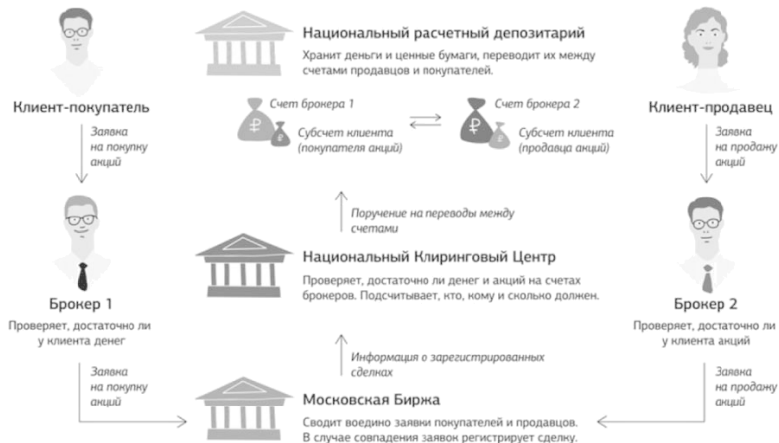 Национальный расчетный депозитарий
Хранит деньги и ценные бумаги, переводит их между
счетами продавцов и покупателей.
Клиент-покупатель
Счет брокера 1
Счет брокера 2
Клиент-продавец
Заявка
на покупку
акций
Субсчет клиента
(покупателя акций)
Субсчет клиента
(продавца акций)
Заявка
на продажу
акций
Поручение на переводы между
счетами
Национальный Клиринговый Центр
Проверяет, достаточно ли денег и акций на счетах
брокеров. Подсчитывает, кто, кому и сколько должен.
Брокер 1
Проверяет, достаточно ли
у клиента денег
Брокер 2
Проверяет, достаточно ли
у клиента акций
Информация о зарегистрированных
сделках
Заявка
на покупку
акций
Заявка
на продажу
акций
Московская Биржа
Сводит воедино заявки покупателей и продавцов.
В случае совпадения заявок регистрирует сделку.